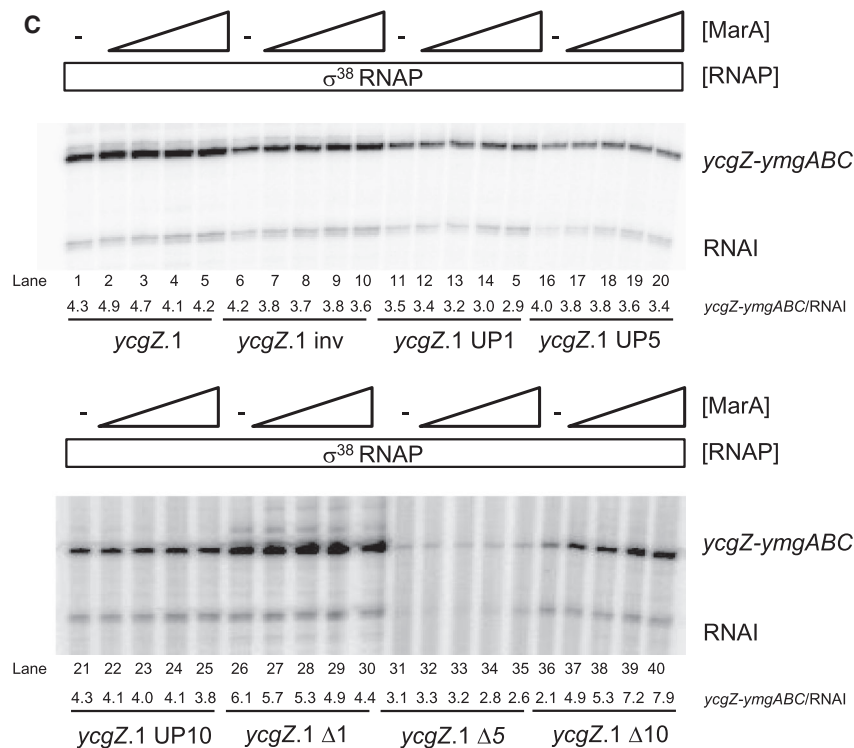 C
- - - - [MarA]
σ38 RNAP [RNAP]
ycgZ-ymgABC
RNAI
Lane 1 2 3 4 5 6 7 8 9 10 11 12 13 14 5 16 17 18 19 20
4.3 4.9 4.7 4.1 4.2 4.2 3.8 3.7 3.8 3.6 3.5 3.4 3.2 3.0 2.9 4.0 3.8 3.8 3.6 3.4 ycgZ-ymgABC/RNAI
ycgZ.1 ycgZ.1 inv ycgZ.1 UP1 ycgZ.1 UP5
- - - - [MarA]
σ38 RNAP [RNAP]
ycgZ-ymgABC
RNAI
Lane 21 22 23 24 25 26 27 28 29 30 31 32 33 34 35 36 37 38 39 40
4.3 4.1 4.0 4.1 3.8 6.1 5.7 5.3 4.9 4.4 3.1 3.3 3.2 2.8 2.6 2.1 4.9 5.3 7.2 7.9 ycgZ-ymgABC/RNAI
ycgZ.1 UP10 ycgZ.1 Δ1 ycgZ.1 Δ5 ycgZ.1 Δ10